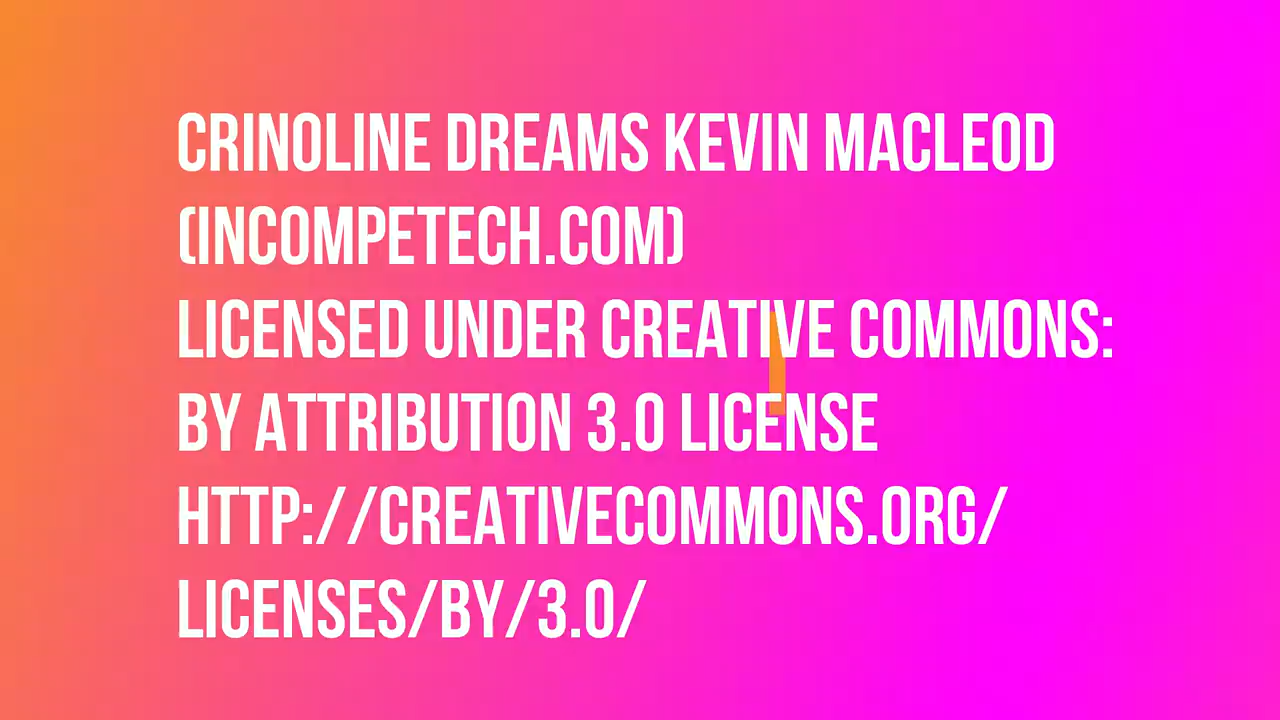 CRINOLINE DREAMS KEVIN MACLEOD
(INCOMPETECH.COM)
LICENSED UNDER CREATIVE COMMONS:
BY ATTRIBUTION 3.0 LICENSE
HTTP://CREATIVECOMMONS.ORG/
LICENSES/BY/3.0/